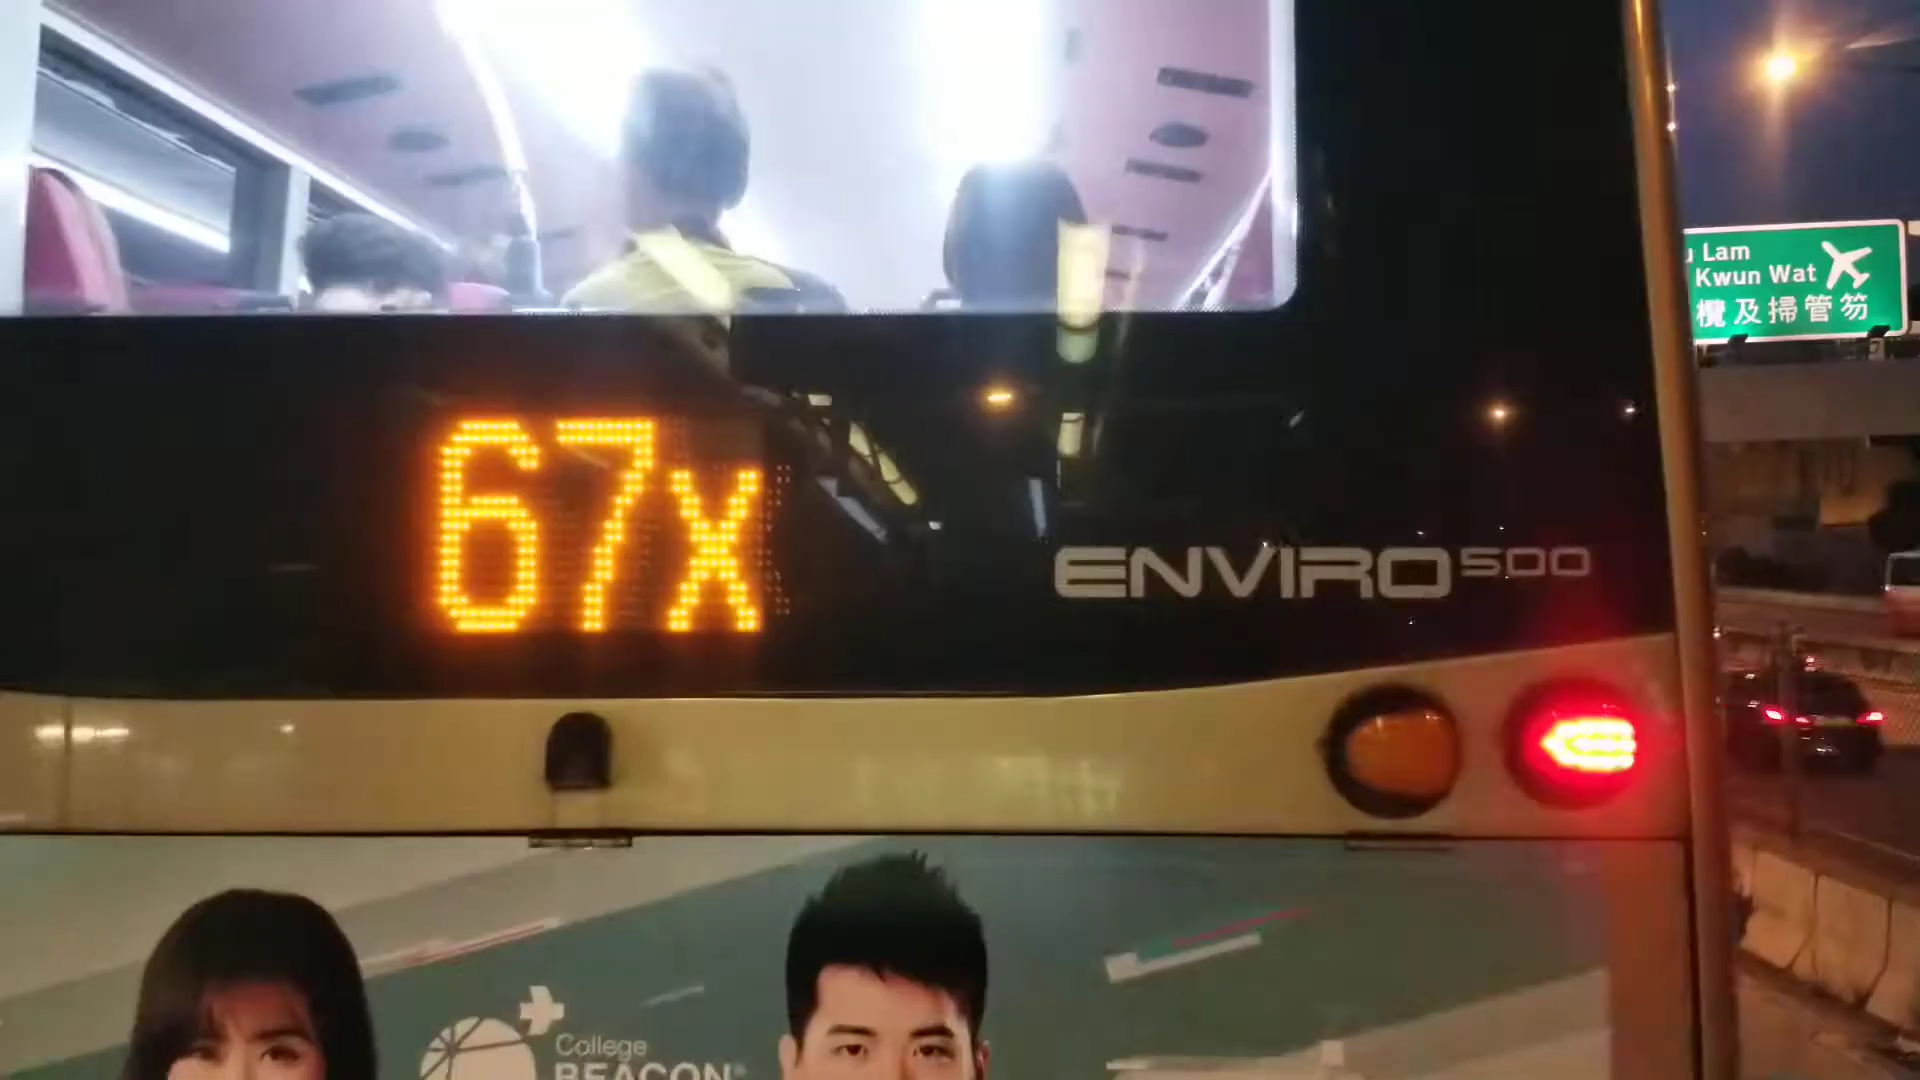 67X
ENVIRO500
u Lam
Kwun Wat
欖及掃管笏
College
BEACON